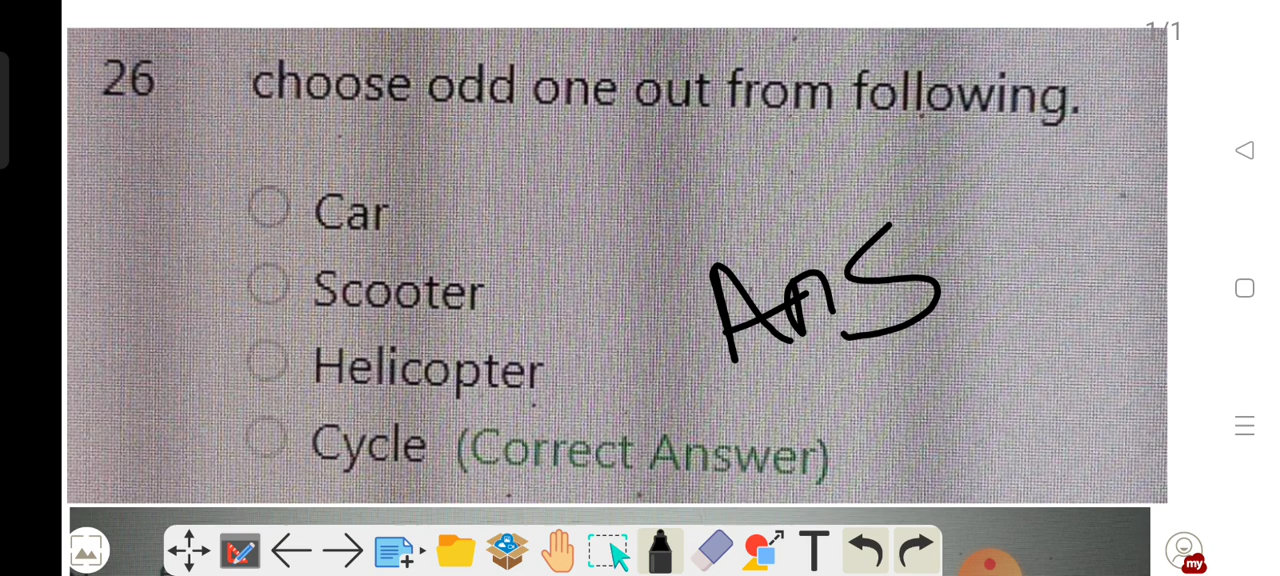 1/1
26 choose odd one out from following.
Car
Scooter
Ans
Helicopter
Cycle (Correct Answer)
T
my